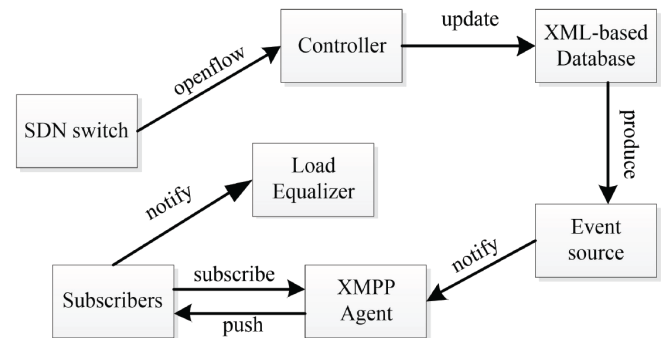 Controller
update
XML-based
Database
openflow
SDN switch
produce
Load
Equalizer
notify
Event
source
notify
Subscribers
subscribe
push
XMPP
Agent